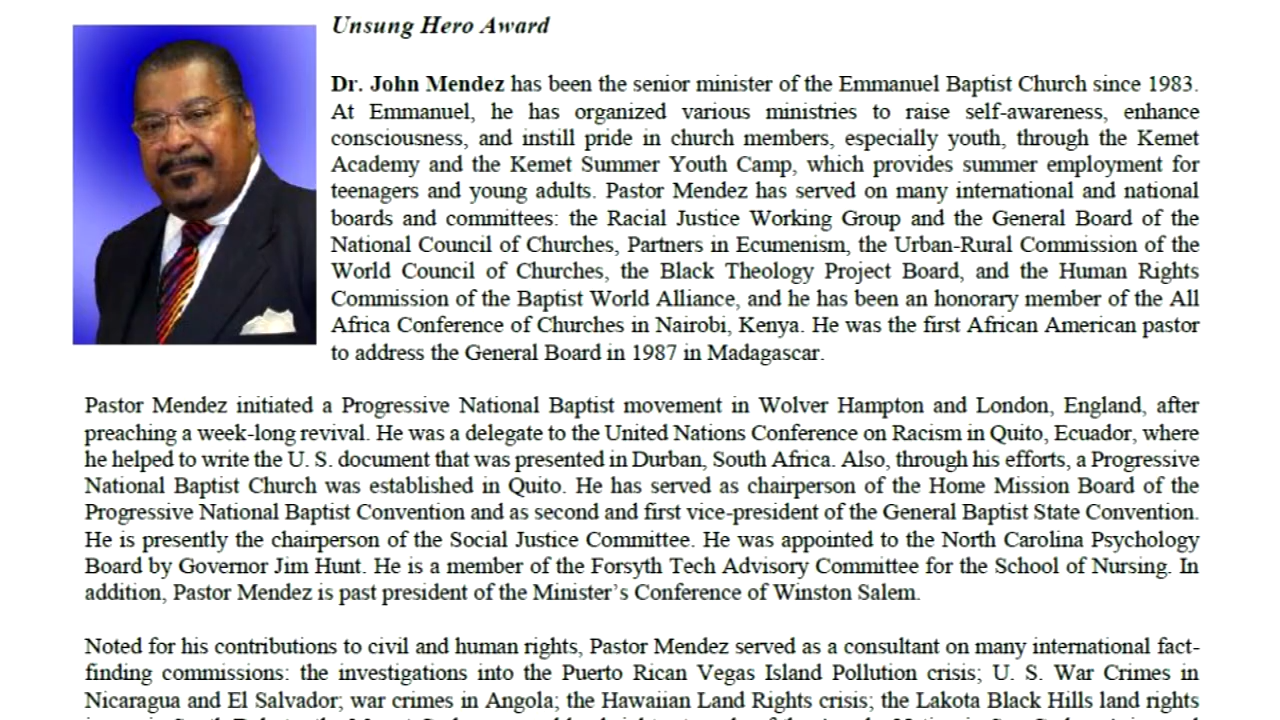 Unsung Hero Award
Dr. John Mendez has been the senior minister of the Emmanuel Baptist Church since 1983.
At Emmanuel, he has organized various ministries to raise self-awareness, enhance
consciousness, and instill pride in church members, especially youth, through the Kemet
Academy and the Kemet Summer Youth Camp, which provides summer employment for
teenagers and young adults. Pastor Mendez has served on many international and national
boards and committees: the Racial Justice Working Group and the General Board of the
National Council of Churches, Partners in Ecumenism, the Urban-Rural Commission of the
World Council of Churches, the Black Theology Project Board, and the Human Rights
Commission of the Baptist World Alliance, and he has been an honorary member of the All
Africa Conference of Churches in Nairobi, Kenya. He was the first African American pastor
to address the General Board in 1987 in Madagascar.
Pastor Mendez initiated a Progressive National Baptist movement in Wolver Hampton and London, England, after
preaching a week-long revival. He was a delegate to the United Nations Conference on Racism in Quito, Ecuador, where
he helped to write the U. S. document that was presented in Durban, South Africa. Also, through his efforts, a Progressive
National Baptist Church was established in Quito. He has served as chairperson of the Home Mission Board of the
Progressive National Baptist Convention and as second and first vice-president of the General Baptist State Convention.
He is presently the chairperson of the Social Justice Committee. He was appointed to the North Carolina Psychology
Board by Governor Jim Hunt. He is a member of the Forsyth Tech Advisory Committee for the School of Nursing. In
addition, Pastor Mendez is past president of the Minister's Conference of Winston Salem.
Noted for his contributions to civil and human rights, Pastor Mendez served as a consultant on many international fact-
finding commissions: the investigations into the Puerto Rican Vegas Island Pollution crisis; U. S. War Crimes in
Nicaragua and El Salvador; war crimes in Angola; the Hawaiian Land Rights crisis; the Lakota Black Hills land rights